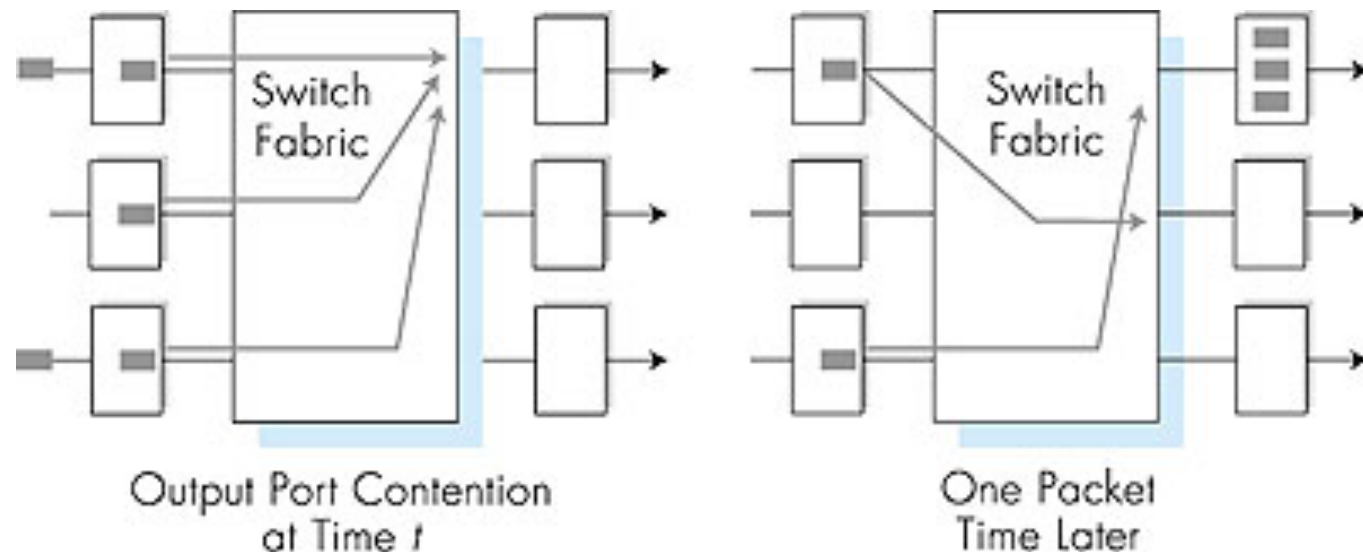 Switch
Fabric
Switch
Fabric
Output Port Contention
at Time t
One Packet
Time Later